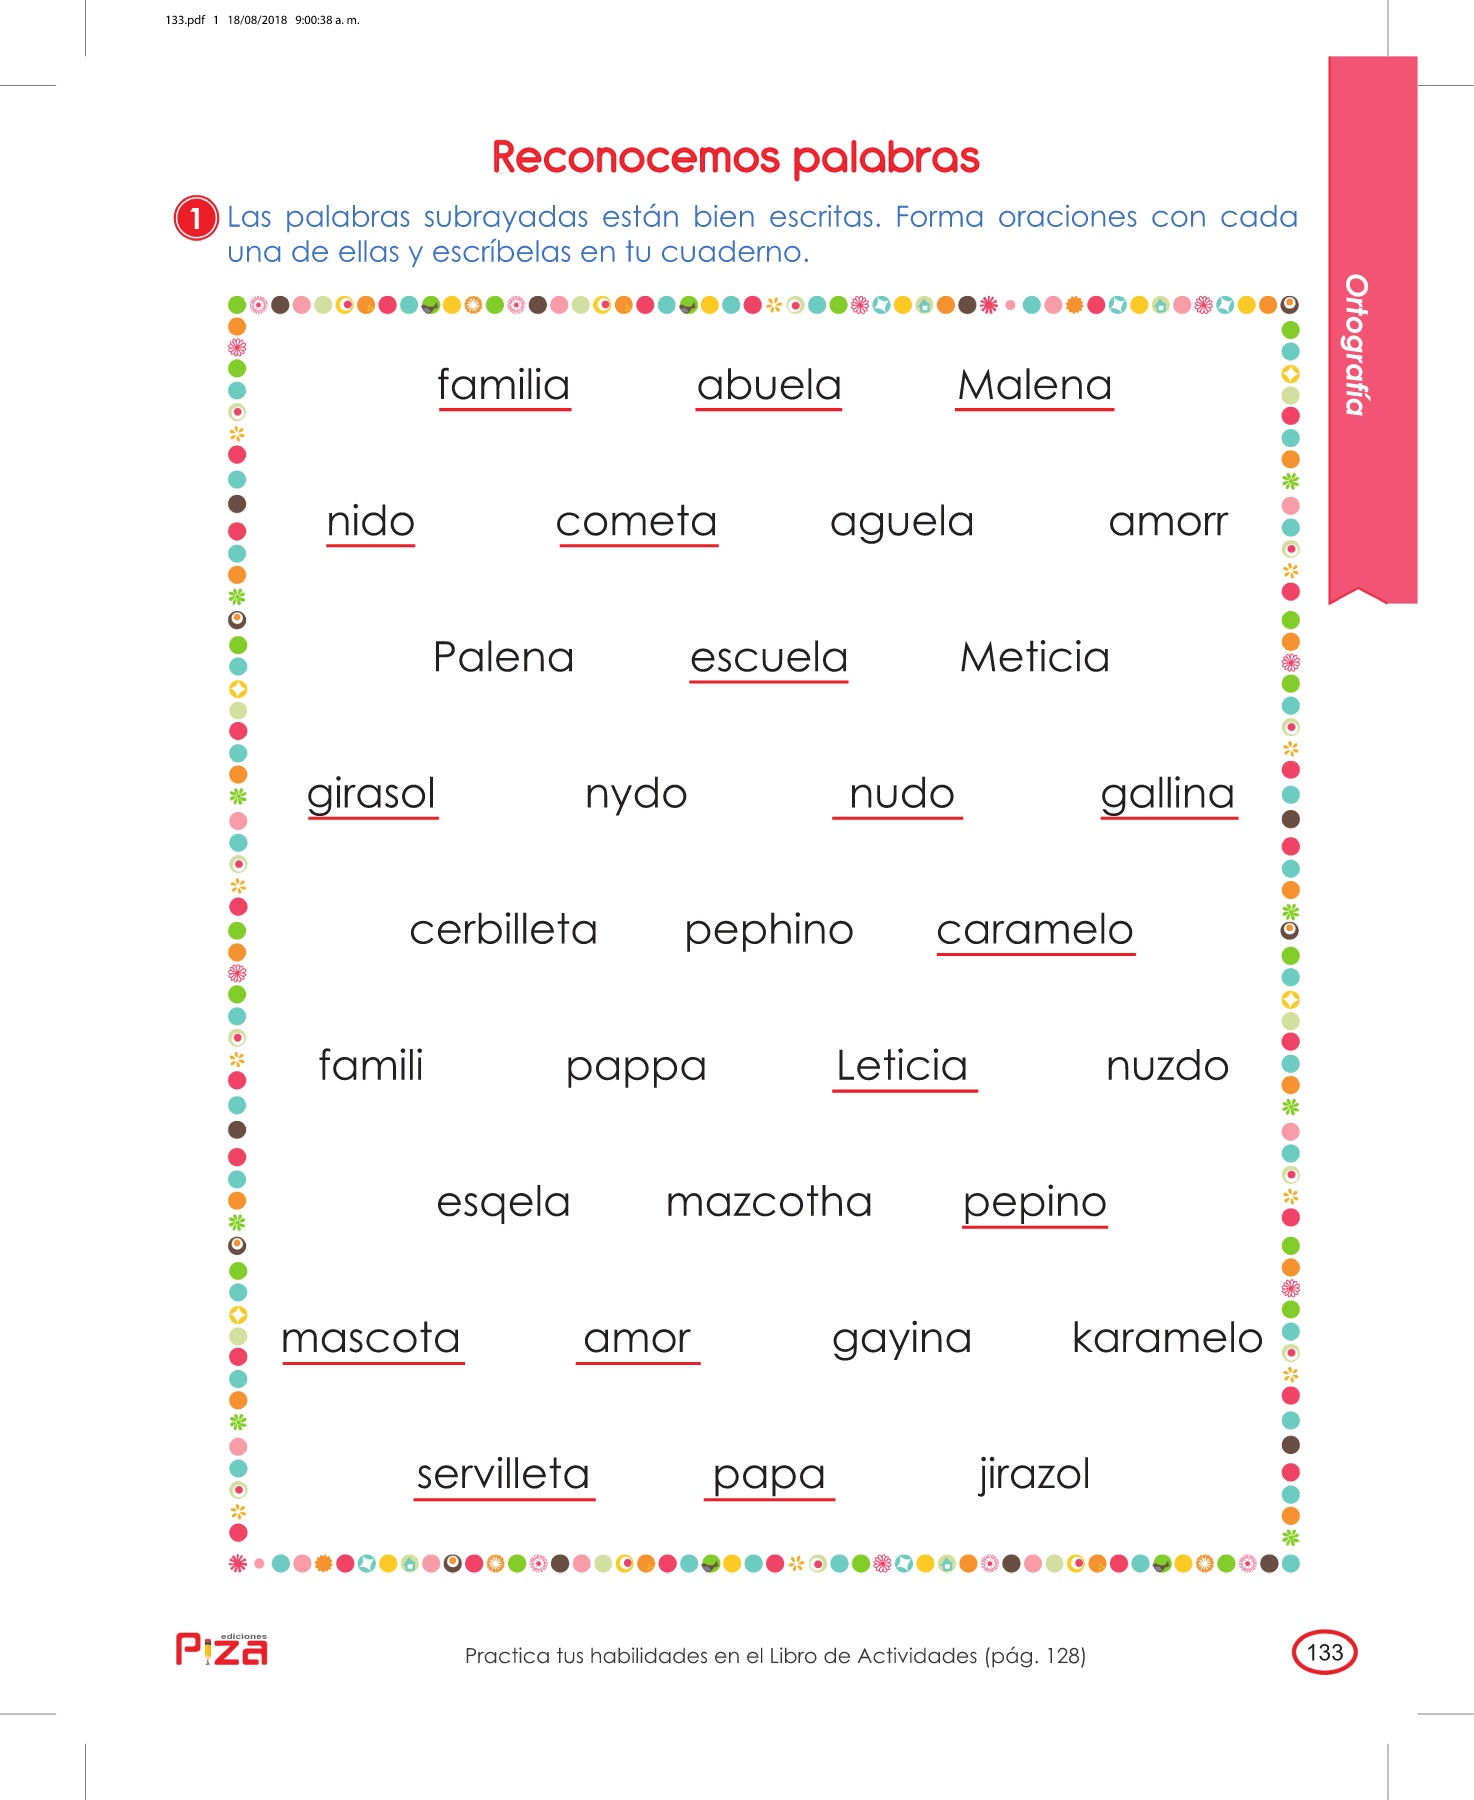 133.pdf 1 18/08/2018 9:00:38 a. m.
Reconocemos palabras
1 Las palabras subrayadas están bien escritas. Forma oraciones con cada
una de ellas y escríbelas en tu cuaderno.
Ortografía
familia abuela Malena
nido cometa aguela amorr
Palena escuela Meticia
girasol nydo nudo gallina
cerbilleta pephino caramelo
famili pappa Leticia nuzdo
esqela mazcotha pepino
mascota amor gayina karamelo
servilleta papa jirazol
ediciones
Piza
Practica tus habilidades en el Libro de Actividades (pág. 128)
133